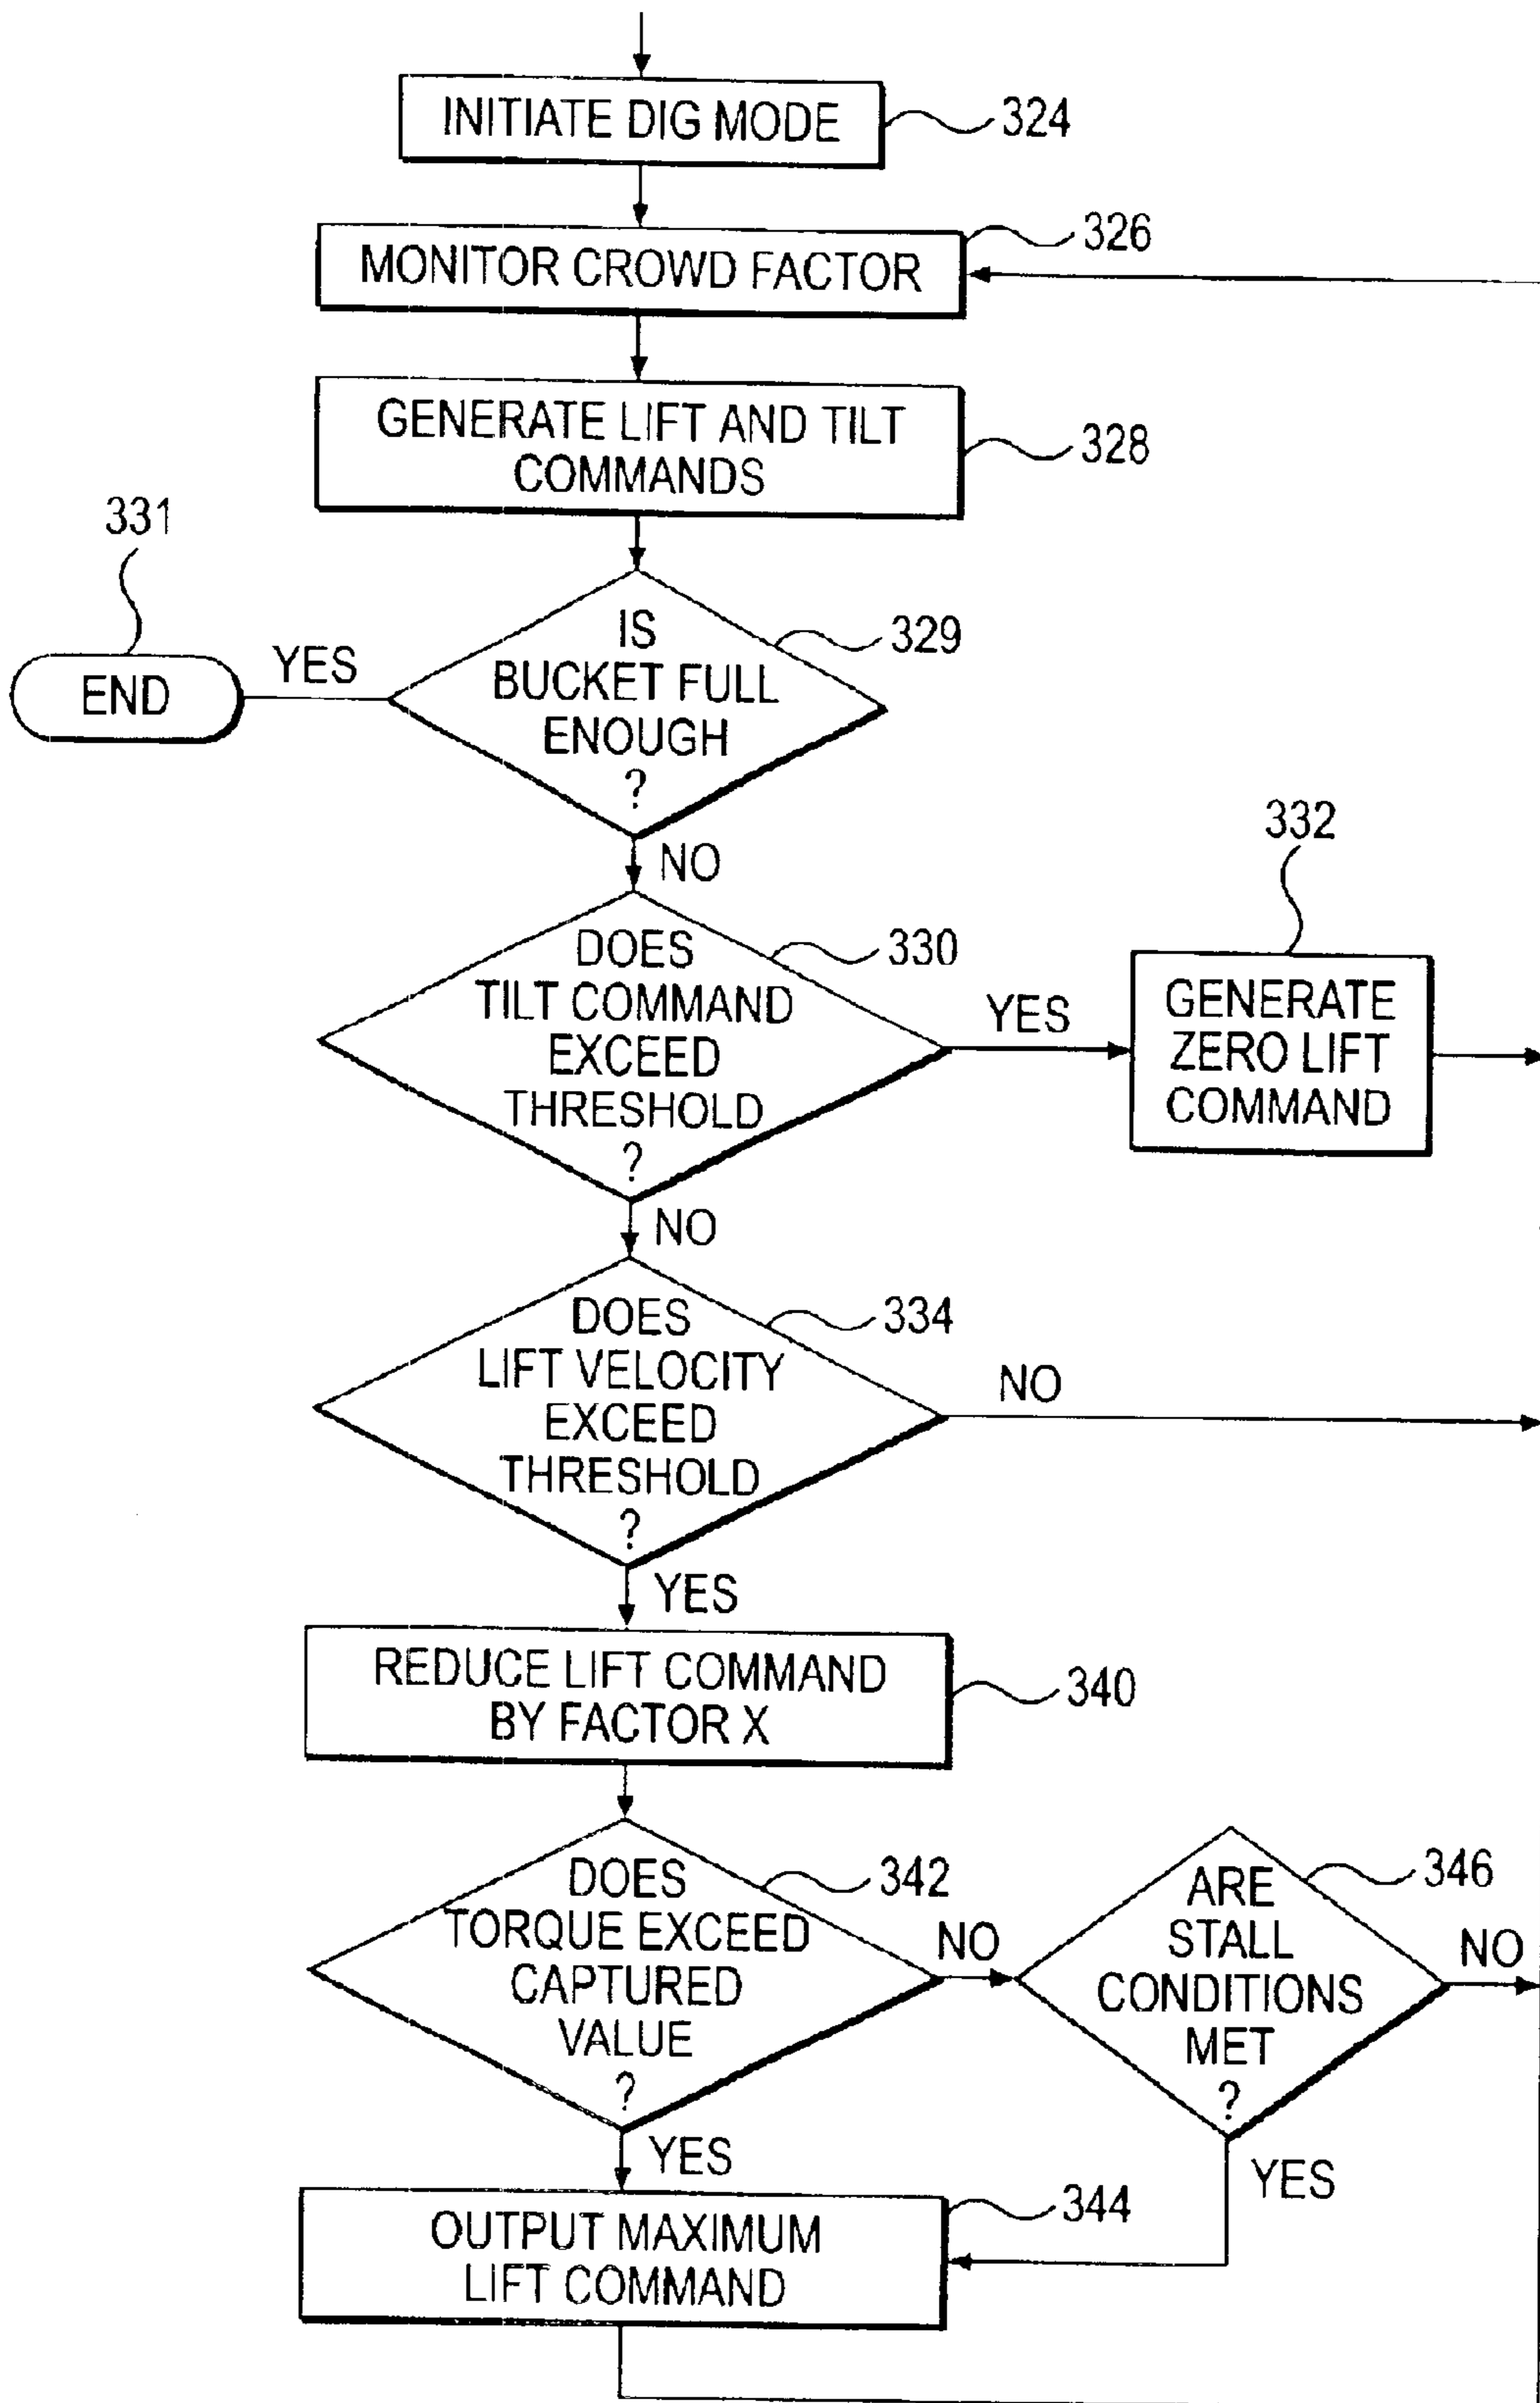 INITIATE DIG MODE
324
MONITOR CROWD FACTOR
326
GENERATE LIFT AND TILT
COMMANDS
328
331
END
YES
IS
BUCKET FULL
ENOUGH
?
329
NO
DOES
TILT COMMAND
EXCEED
THRESHOLD
?
330
YES
332
GENERATE
ZERO LIFT
COMMAND
NO
DOES
LIFT VELOCITY
EXCEED
THRESHOLD
?
334
NO
YES
REDUCE LIFT COMMAND
BY FACTOR X
340
DOES
TORQUE EXCEED
CAPTURED
VALUE
?
342
NO
ARE
STALL
CONDITIONS
MET
?
346
NO
YES
YES
OUTPUT MAXIMUM
LIFT COMMAND
344